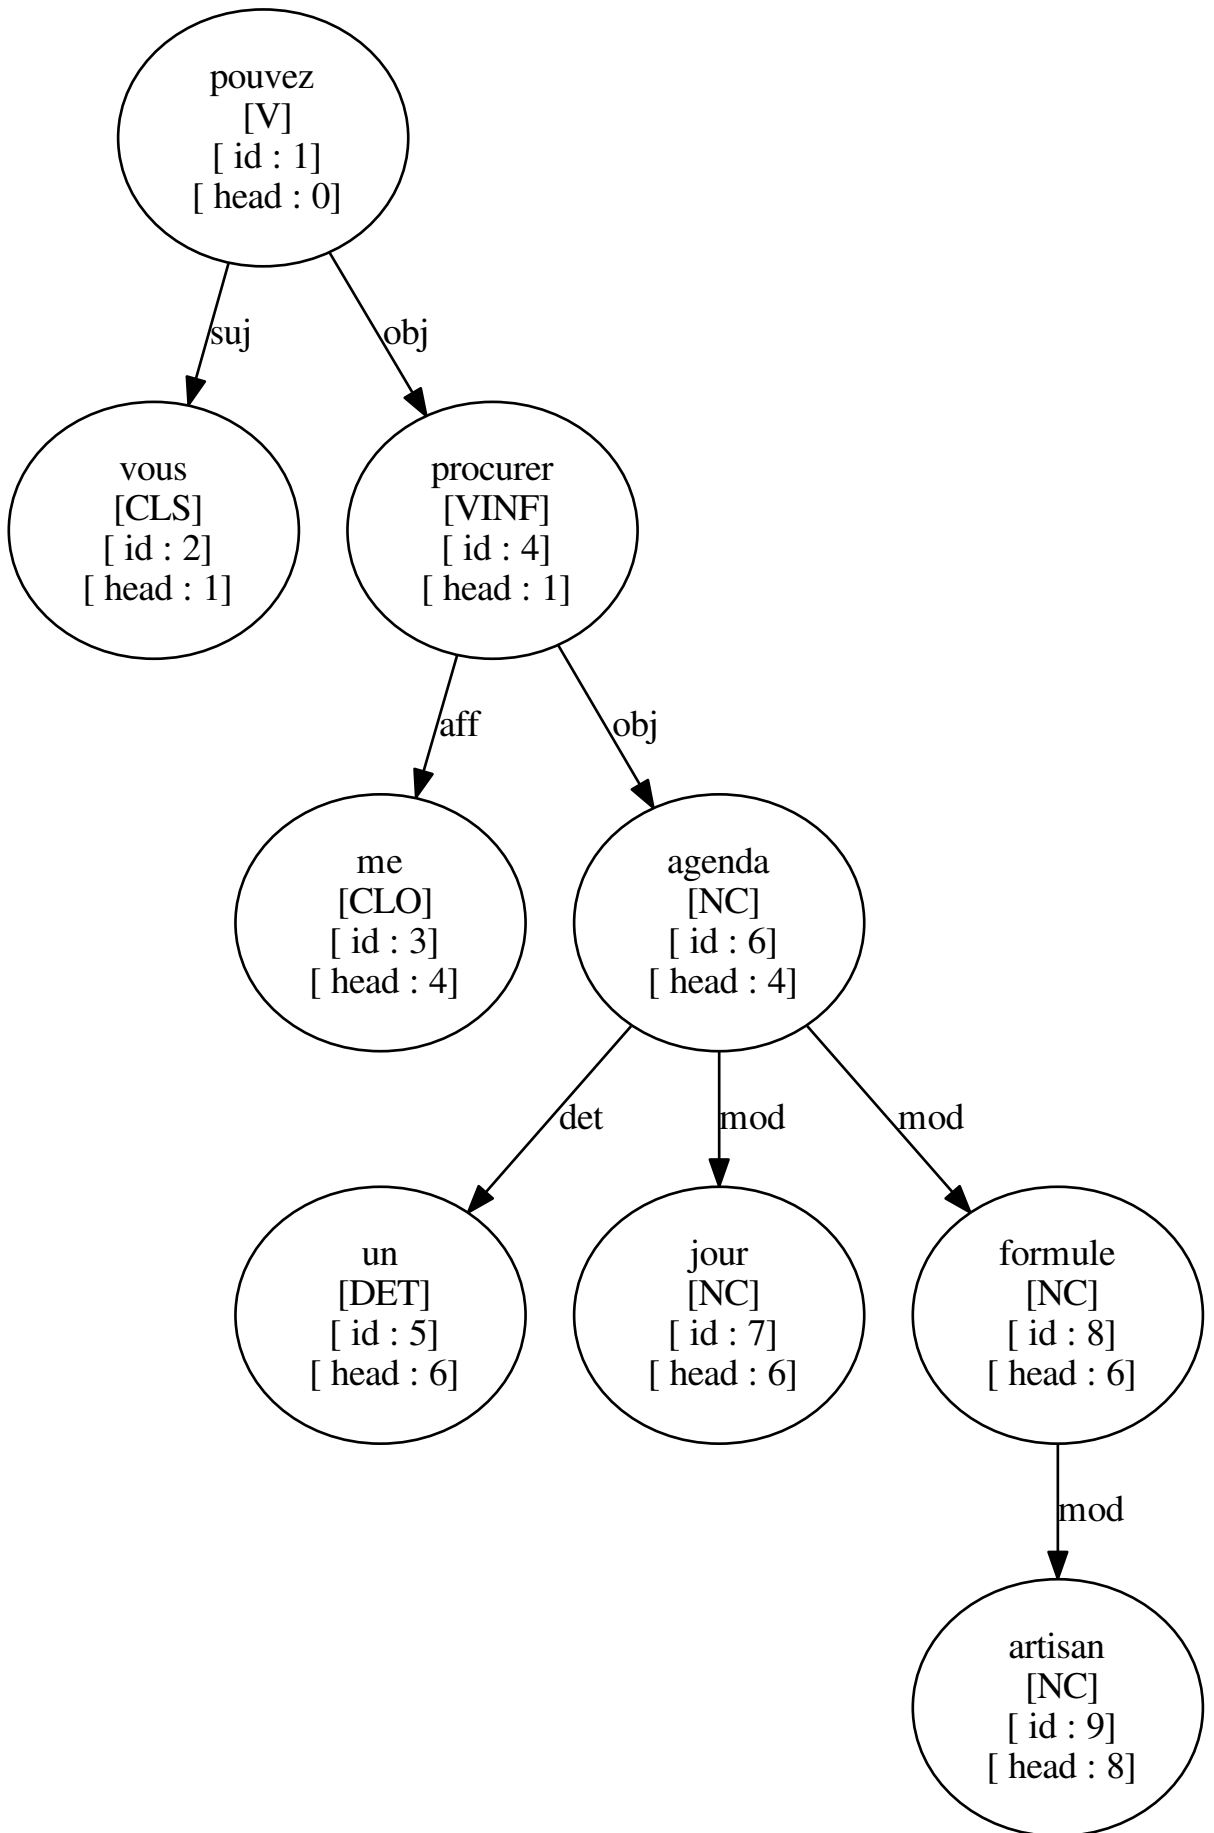 pouvez
[V]
[ id : 1]
[ head : 0]
suj
obj
vous
[CLS]
[ id : 2]
[ head : 1]
procurer
[VINF]
[ id : 4]
[ head : 1]
aff
obj
me
[CLO]
[ id : 3]
[ head : 4]
agenda
[NC]
[ id : 6]
[ head : 4]
det
mod
mod
un
[DET]
[ id : 5]
[ head : 6]
jour
[NC]
[ id : 7]
[ head : 6]
formule
[NC]
[ id : 8]
[ head : 6]
mod
artisan
[NC]
[ id : 9]
[ head : 8]